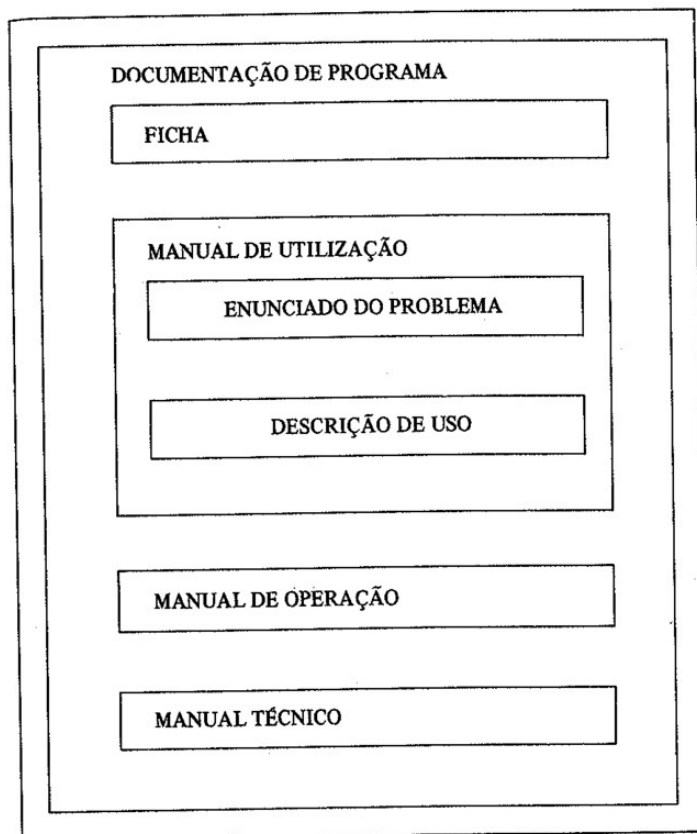 DOCUMENTAÇÃO DE PROGRAMA
FICHA
MANUAL DE UTILIZAÇÃO
ENUNCIADO DO PROBLEMA
DESCRIÇÃO DE USO
MANUAL DE OPERAÇÃO
MANUAL TÉCNICO